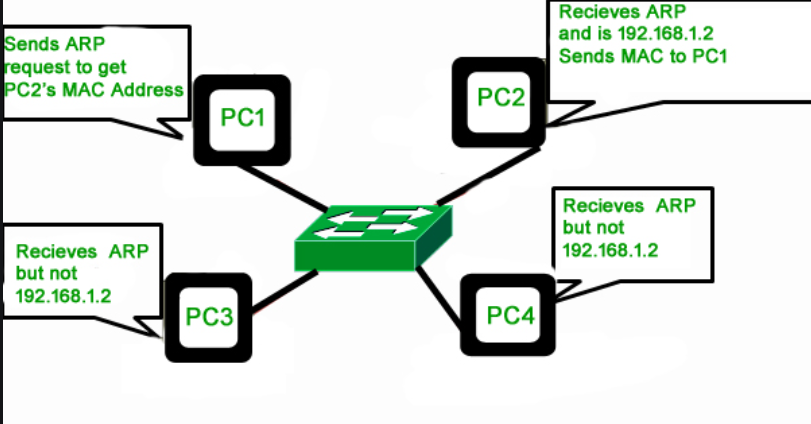 Sends ARP
request to get
PC2's MAC Address
PC1
Recieves ARP
and is 192.168.1.2
Sends MAC to PC1
PC2
Recieves ARP
but not
192.168.1.2
PC3
Recieves ARP
but not
192.168.1.2
PC4